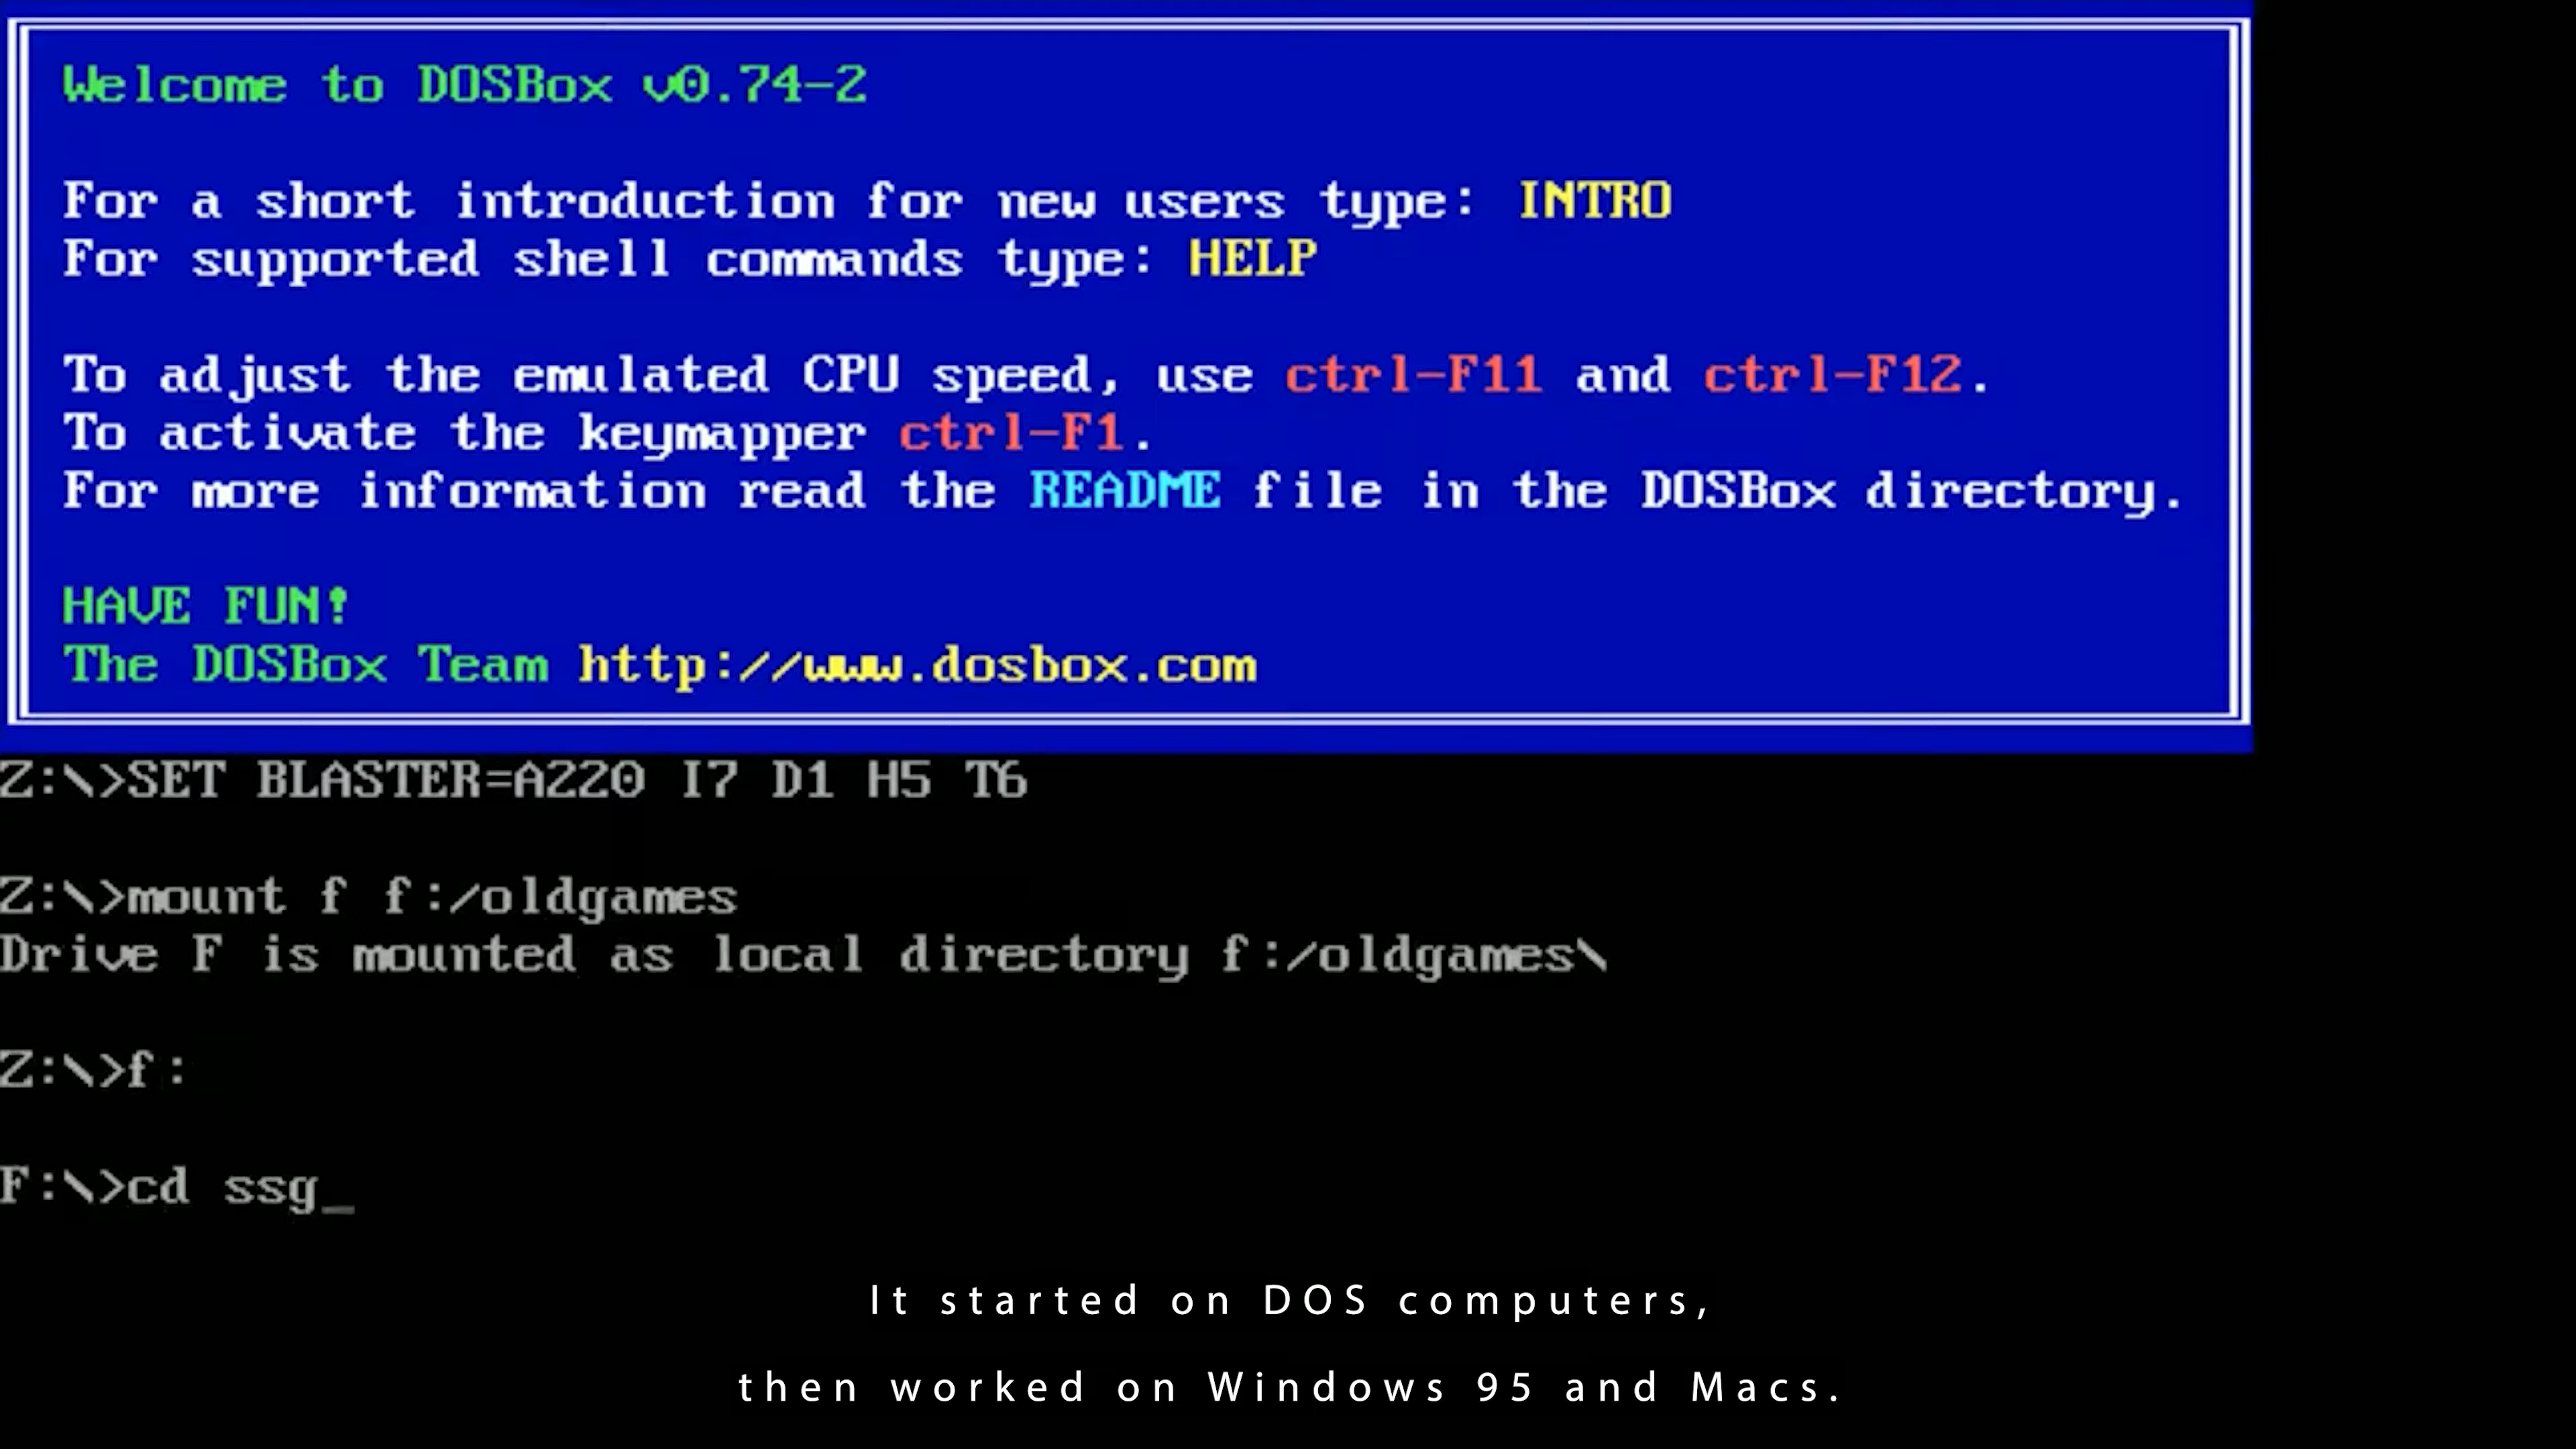 Welcome to DOSBox v0.74-2
For a short introduction for new users type: INTRO
For supported shell commands type: HELP
To adjust the emulated CPU speed, use ctrl-F11 and ctrl-F12.
To activate the keymapper ctrl-F1.
For more information read the README file in the DOSBox directory.
HAVE FUN!
The DOSBox Team http://www.dosbox.com
Z:\>SET BLASTER=A220 I7 D1 H5 T6
Z:\>mount f f:/oldgames
Drive F is mounted as local directory f:/oldgames\
Z:\>f:
F:\>cd ssg_
It started on DOS computers,
then worked on Windows 95 and Macs.